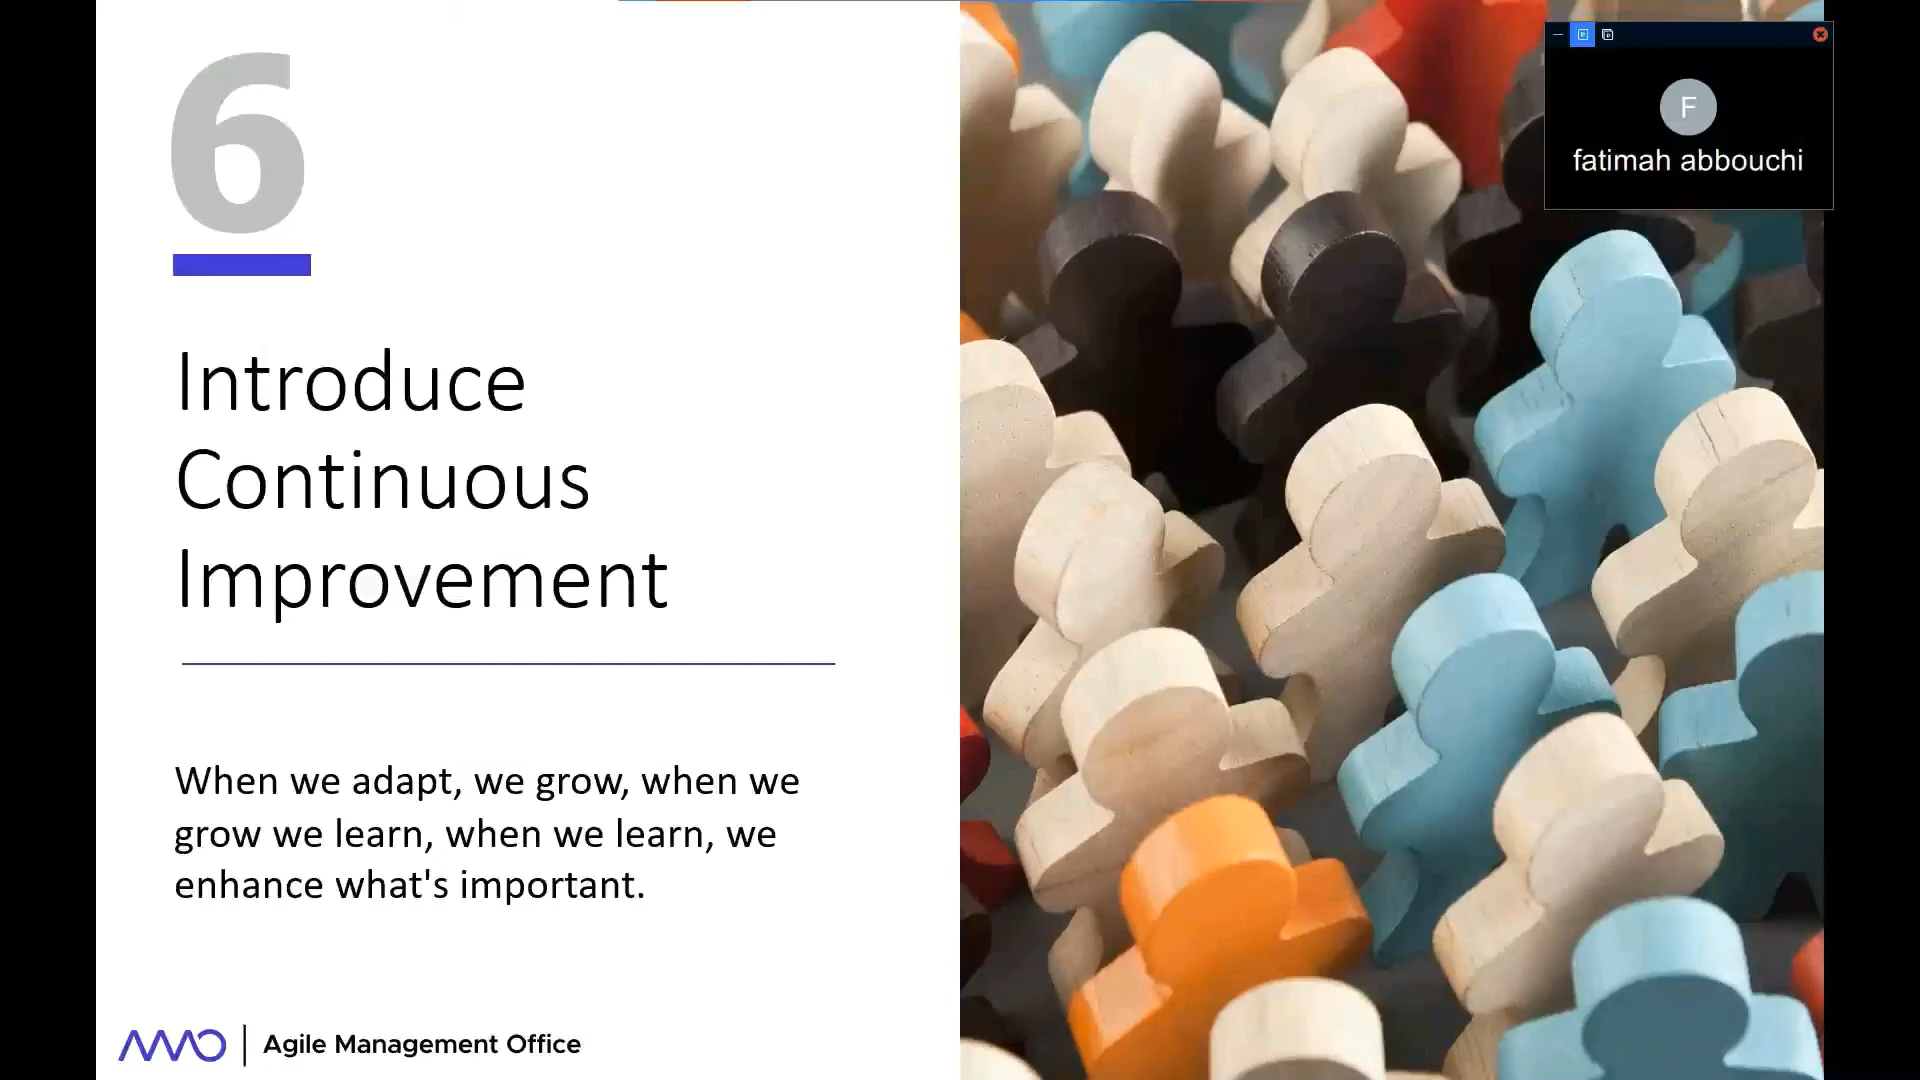 6
Introduce
Continuous
Improvement
When we adapt, we grow, when we
grow we learn, when we learn, we
enhance what's important.
AMO | Agile Management Office
F
fatimah abbouchi